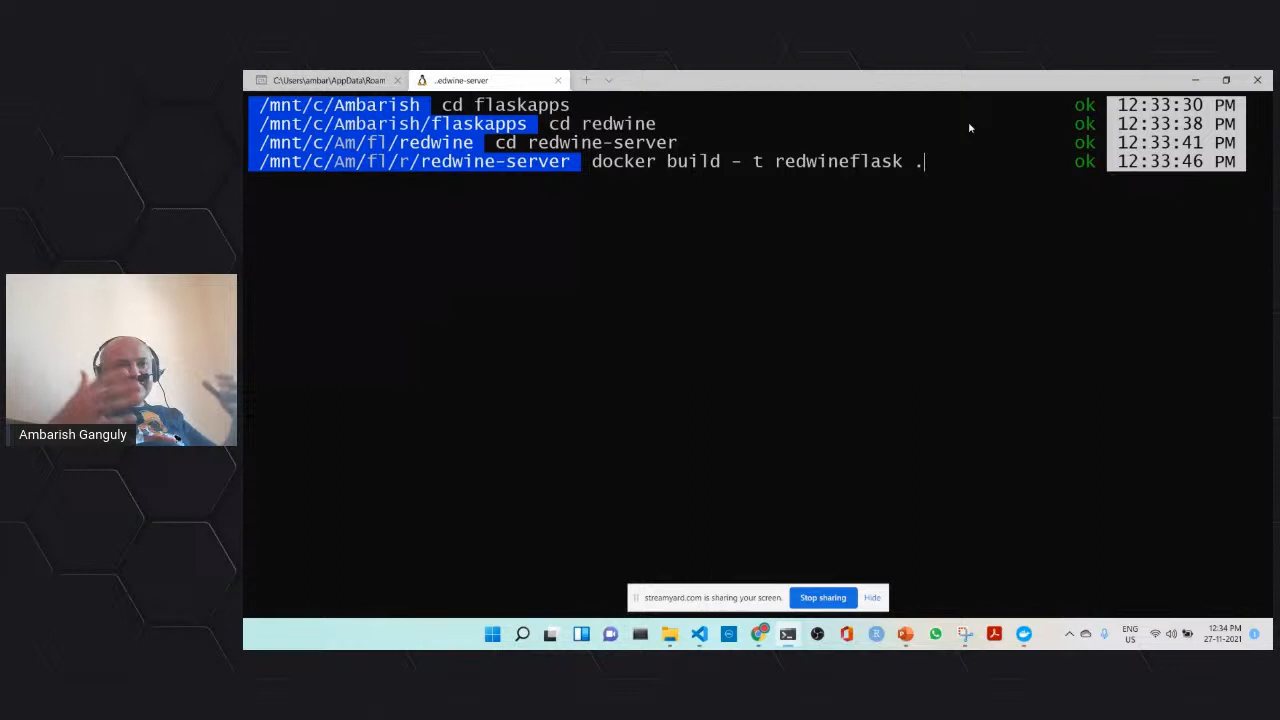 C:\Users\ambar\AppData\Roam
..edwine-server
/mnt/c/Ambarish cd flaskapps ok 12:33:30 PM
/mnt/c/Ambarish/flaskapps cd redwine ok 12:33:38 PM
/mnt/c/Am/fl/redwine cd redwine-server ok 12:33:41 PM
/mnt/c/Am/fl/r/redwine-server docker build - t redwineflask . ok 12:33:46 PM
Ambarish Ganguly
streamyard.com is sharing your screen. Stop sharing Hide
ENG
US
12:34 PM
27-11-2021